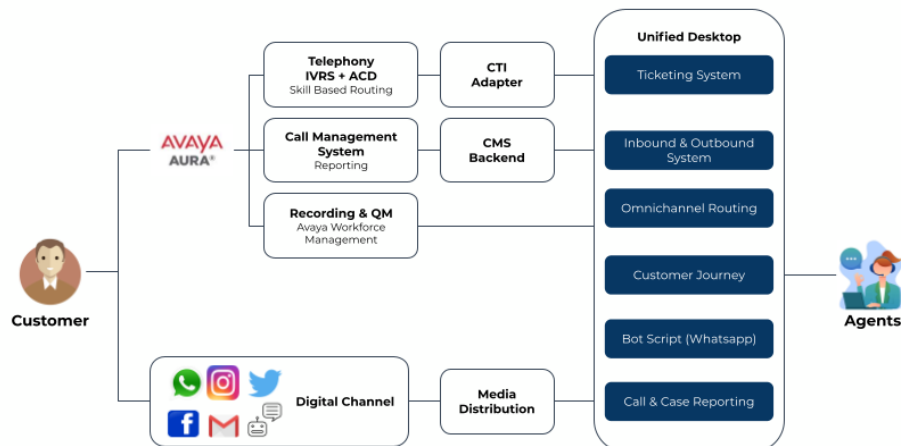 Unified Desktop
Telephony
IVRS + ACD
Skill Based Routing
CTI
Adapter
Ticketing System
AVAYA
AURA®
Call Management
System
Reporting
CMS
Backend
Inbound & Outbound
System
Recording & QM
Avaya Workforce
Management
Omnichannel Routing
Customer Journey
Customer
Agents
Bot Script (Whatsapp)
Digital Channel
Media
Distribution
Call & Case Reporting